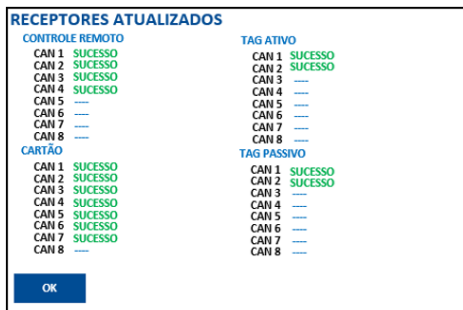 RECEPTORES ATUALIZADOS
CONTROLE REMOTO
CAN 1 SUCESSO
CAN 2 SUCESSO
CAN 3 SUCESSO
CAN 4 SUCESSO
CAN 5 ----
CAN 6 ----
CAN 7 ----
CAN 8 ----
TAG ATIVO
CAN 1 SUCESSO
CAN 2 SUCESSO
CAN 3 ----
CAN 4 ----
CAN 5 ----
CAN 6 ----
CAN 7 ----
CAN 8 ----
CARTÃO
CAN 1 SUCESSO
CAN 2 SUCESSO
CAN 3 SUCESSO
CAN 4 SUCESSO
CAN 5 SUCESSO
CAN 6 SUCESSO
CAN 7 SUCESSO
CAN 8 ----
TAG PASSIVO
CAN 1 SUCESSO
CAN 2 SUCESSO
CAN 3 ----
CAN 4 ----
CAN 5 ----
CAN 6 ----
CAN 7 ----
CAN 8 ----
OK